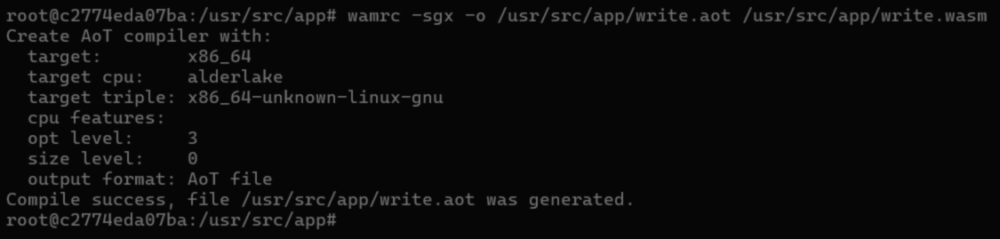 root@c2774eda07ba:/usr/src/app# wamrc -sgx -o /usr/src/app/write.aot /usr/src/app/write.wasm
Create AoT compiler with:
  target:        x86_64
  target cpu:    alderlake
  target triple: x86_64-unknown-linux-gnu
  cpu features:
  opt level:     3
  size level:    0
  output format: AoT file
Compile success, file /usr/src/app/write.aot was generated.
root@c2774eda07ba:/usr/src/app#